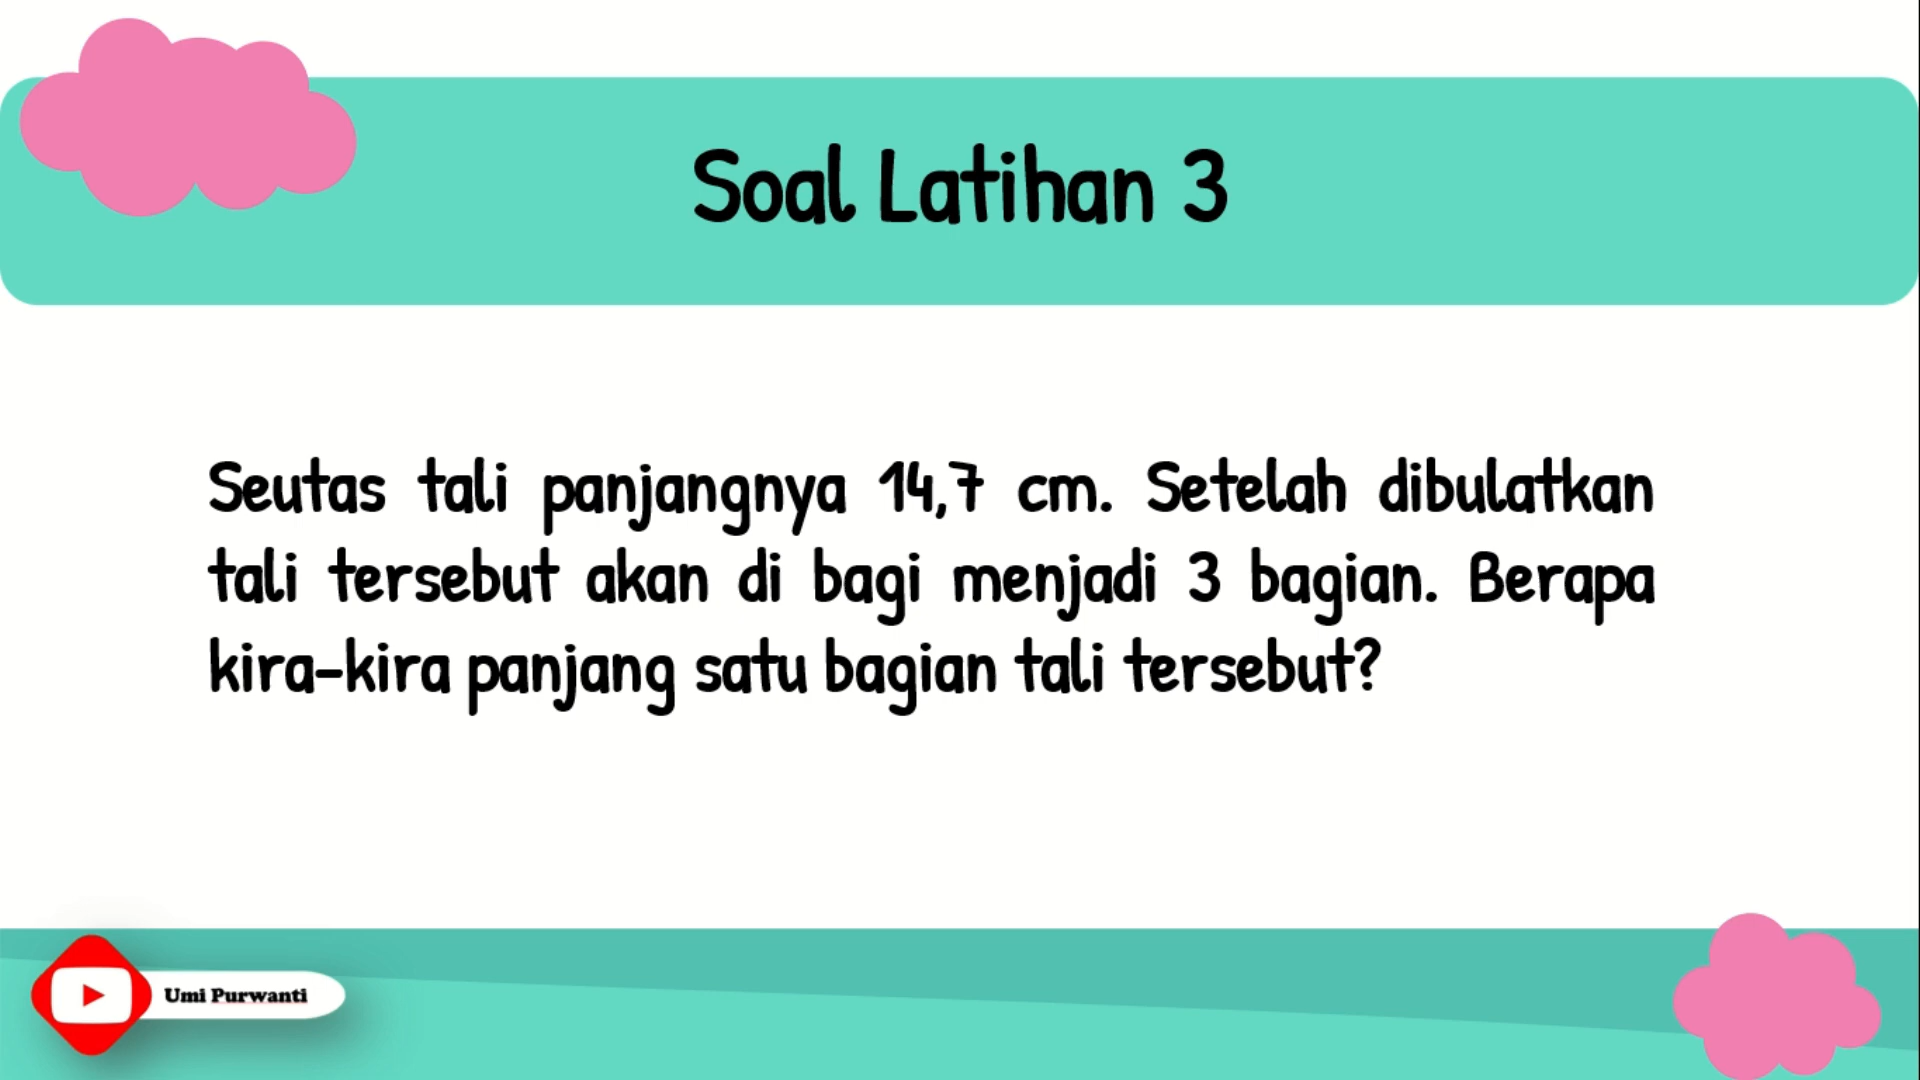 Soal Latihan 3
Seutas tali panjangnya 14,7 cm. Setelah dibulatkan
tali tersebut akan di bagi menjadi 3 bagian. Berapa
kira-kira panjang satu bagian tali tersebut?
Umi Purwanti